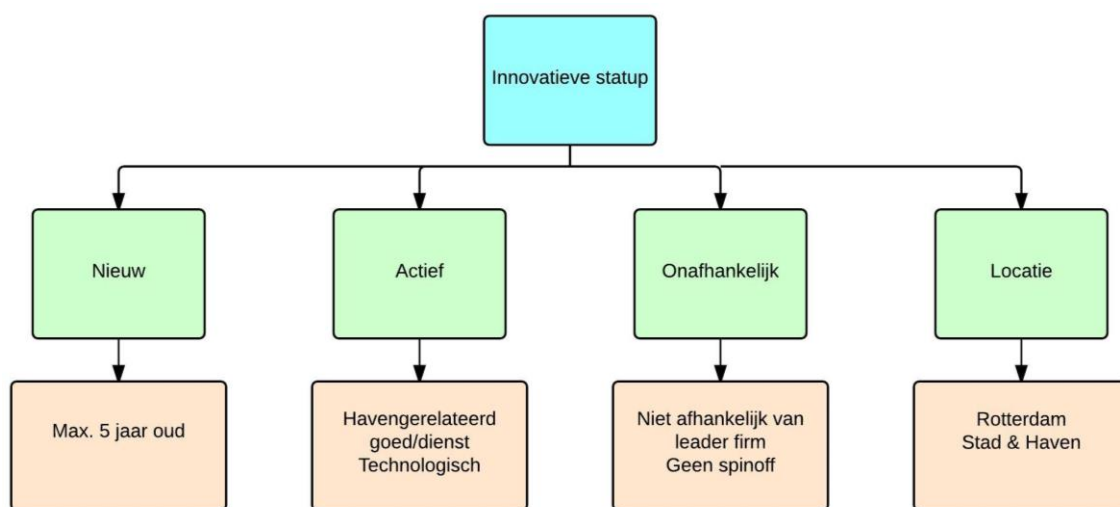 Innovatieve statup
Nieuw
Actief
Onafhankelijk
Locatie
Max. 5 jaar oud
Havengerelateerd
goed/dienst
Technologisch
Niet afhankelijk van
leader firm
Geen spinoff
Rotterdam
Stad & Haven